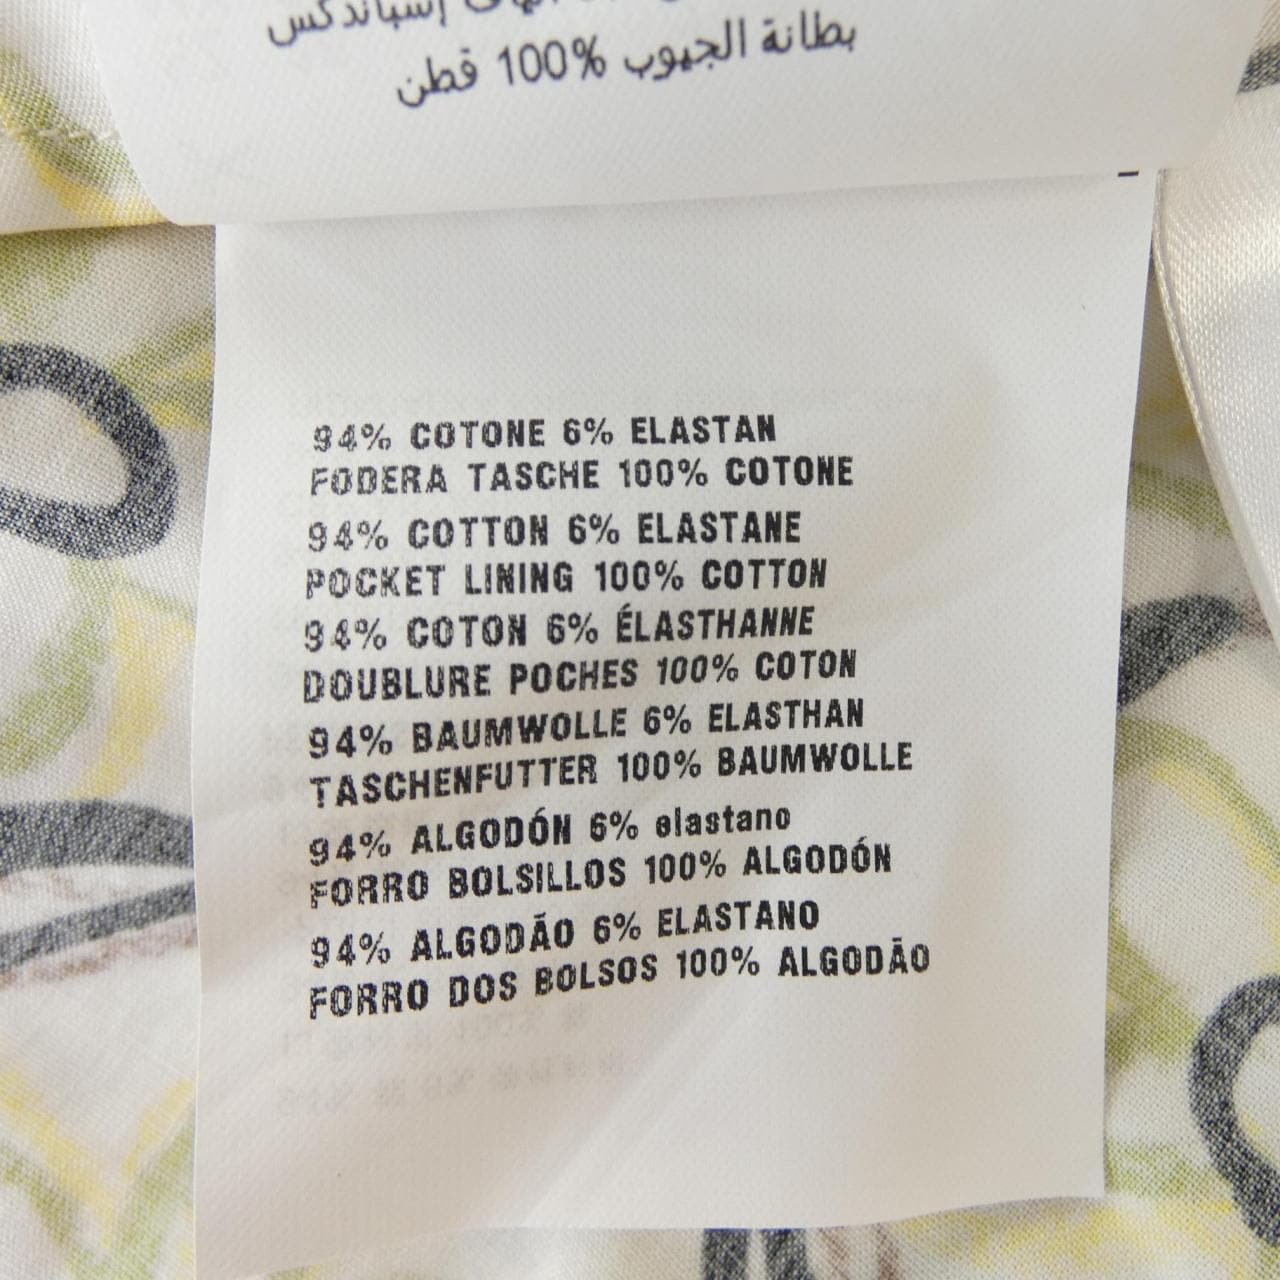 إسباندكس
بطانة الجيوب 100% قطن
94% COTONE 6% ELASTAN
FODERA TASCHE 100% COTONE
94% COTTON 6% ELASTANE
POCKET LINING 100% COTTON
94% COTON 6% ÉLASTHANNE
DOUBLURE POCHES 100% COTON
94% BAUMWOLLE 6% ELASTHAN
TASCHENFUTTER 100% BAUMWOLLE
94% ALGODÓN 6% elastano
FORRO BOLSILLOS 100% ALGODÓN
94% ALGODÃO 6% ELASTANO
FORRO DOS BOLSOS 100% ALGODÃO